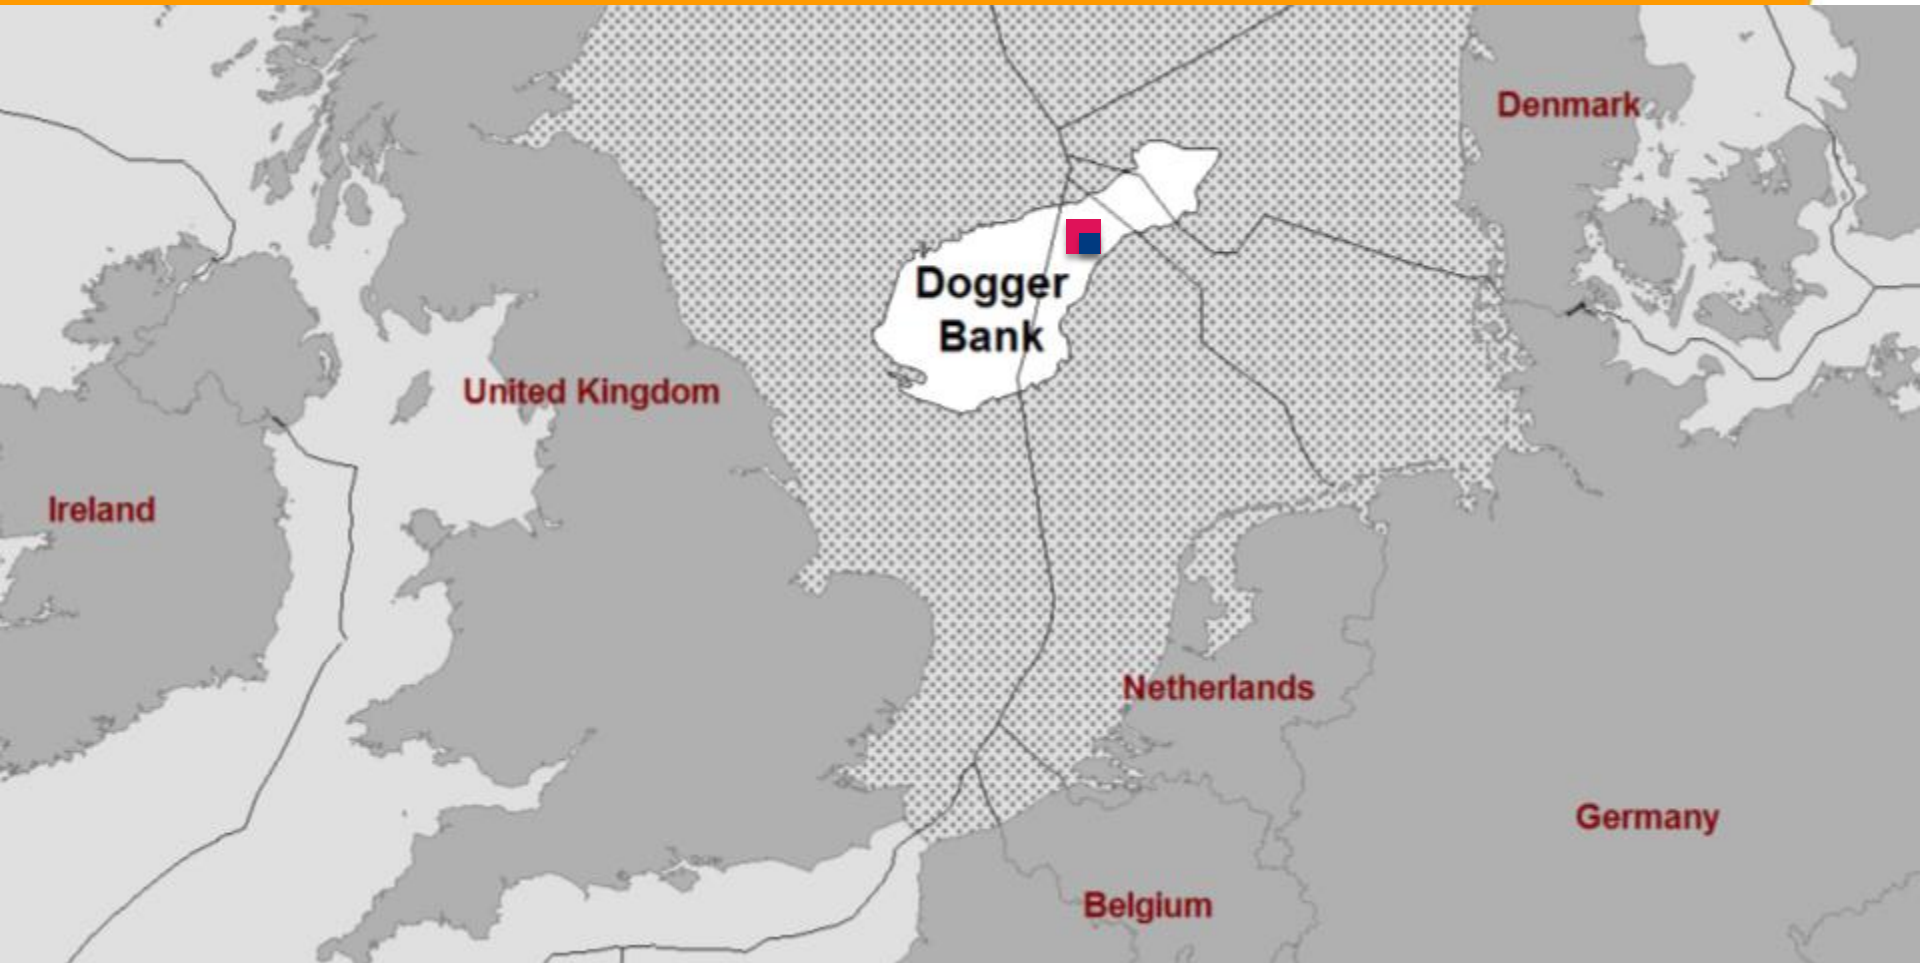 Denmark
Dogger
Bank
United Kingdom
Ireland
Netherlands
Germany
Belgium